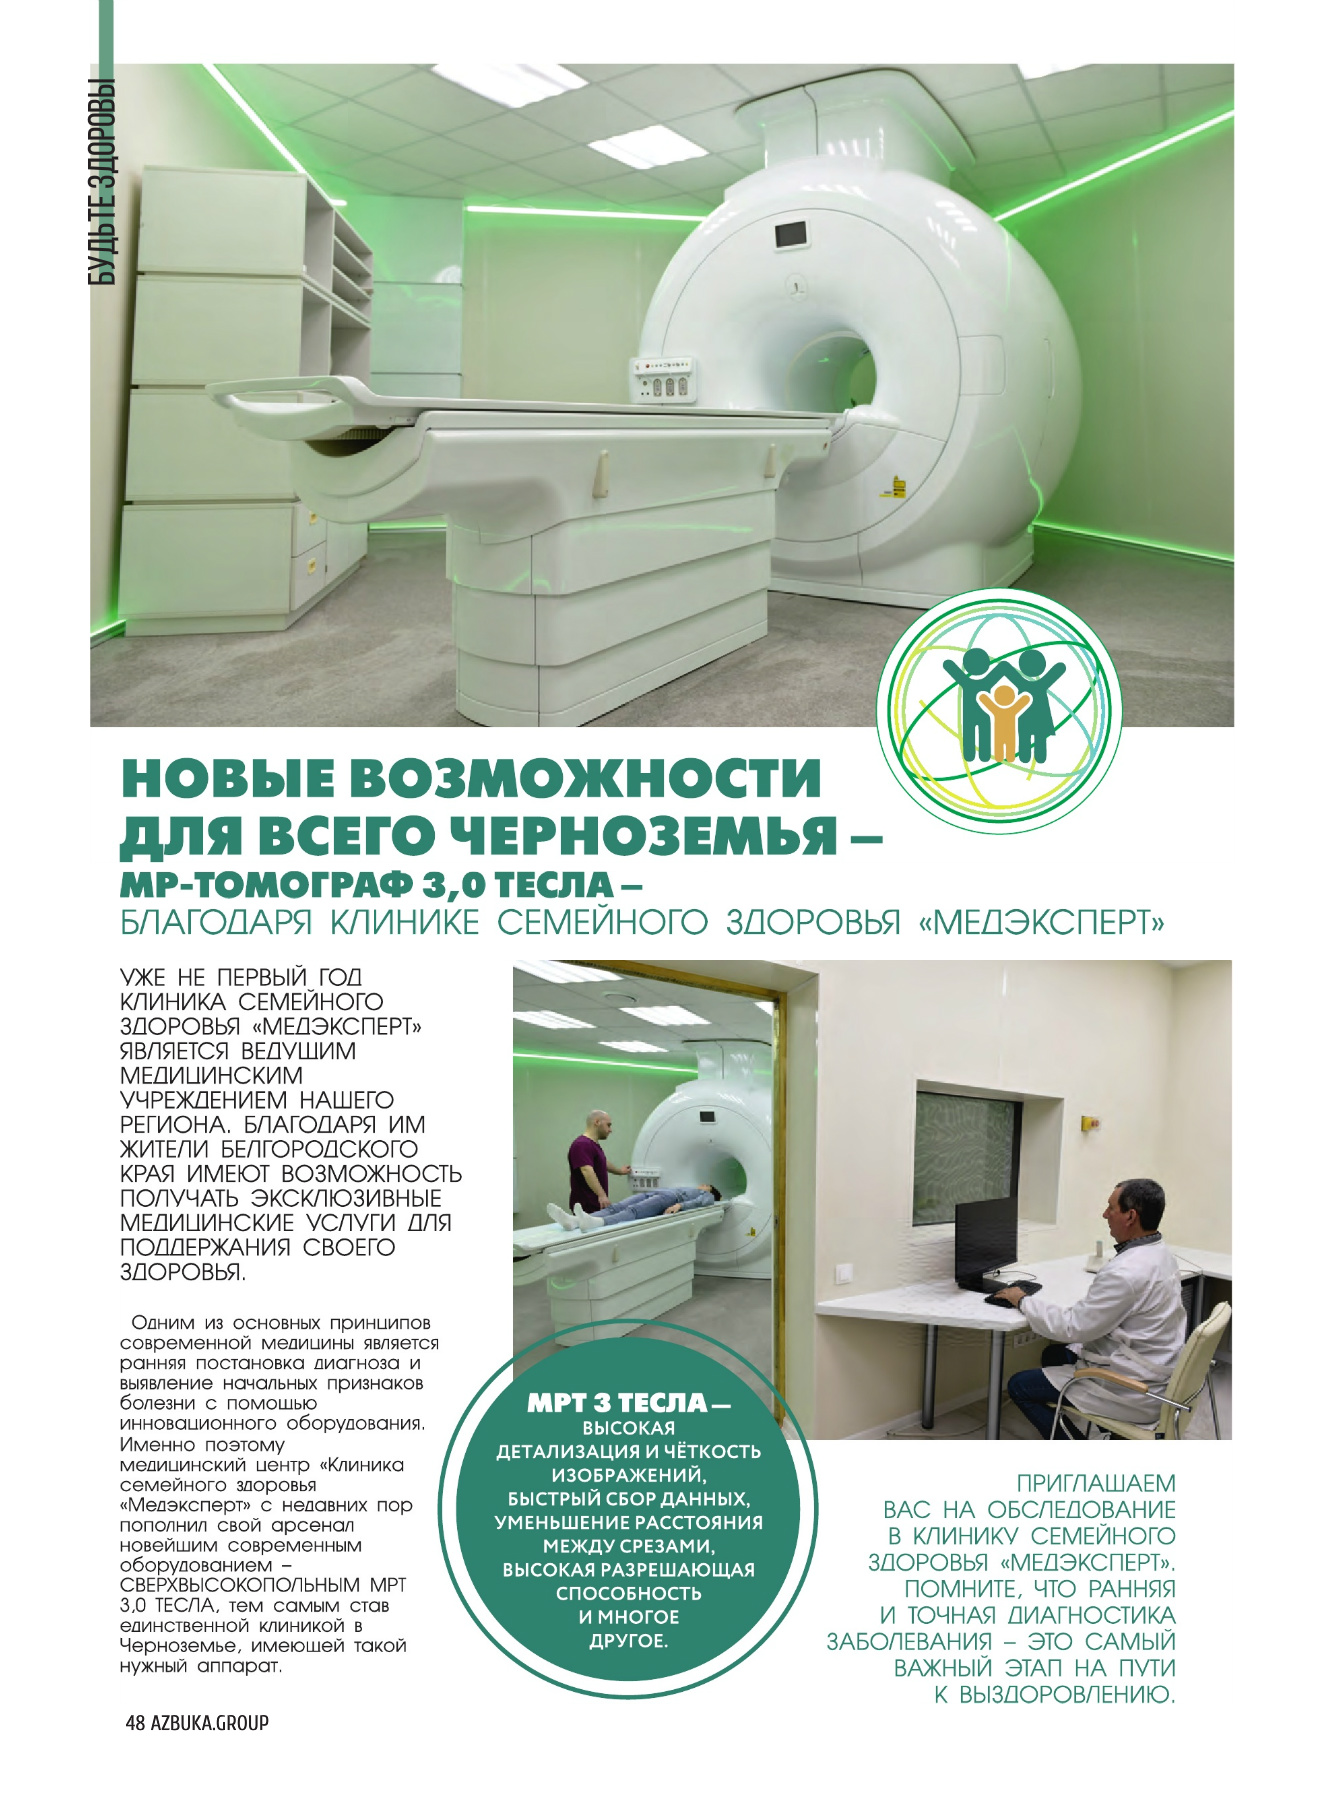 БУДЬТЕ ЗДОРОВЫ
НОВЫЕ ВОЗМОЖНОСТИ
ДЛЯ ВСЕГО ЧЕРНОЗЕМЬЯ –
МР-ТОМОГРАФ 3,0 ТЕСЛА –
БЛАГОДАРЯ КЛИНИКЕ СЕМЕЙНОГО ЗДОРОВЬЯ «МЕДЭКСПЕРТ»
УЖЕ НЕ ПЕРВЫЙ ГОД
КЛИНИКА СЕМЕЙНОГО
ЗДОРОВЬЯ «МЕДЭКСПЕРТ»
ЯВЛЯЕТСЯ ВЕДУЩИМ
МЕДИЦИНСКИМ
УЧРЕЖДЕНИЕМ НАШЕГО
РЕГИОНА. БЛАГОДАРЯ ИМ
ЖИТЕЛИ БЕЛГОРОДСКОГО
КРАЯ ИМЕЮТ ВОЗМОЖНОСТЬ
ПОЛУЧАТЬ ЭКСКЛЮЗИВНЫЕ
МЕДИЦИНСКИЕ УСЛУГИ ДЛЯ
ПОДДЕРЖАНИЯ СВОЕГО
ЗДОРОВЬЯ.
Одним из основных принципов
современной медицины является
ранняя постановка диагноза и
выявление начальных признаков
болезни с помощью
инновационного оборудования.
Именно поэтому
медицинский центр «Клиника
семейного здоровья
«Медэксперт» с недавних пор
пополнил свой арсенал
новейшим современным
оборудованием –
СВЕРХВЫСОКОПОЛЬНЫМ МРТ
3,0 ТЕСЛА, тем самым став
единственной клиникой в
Черноземье, имеющей такой
нужный аппарат.
МРТ 3 ТЕСЛА –
ВЫСОКАЯ
ДЕТАЛИЗАЦИЯ И ЧЁТКОСТЬ
ИЗОБРАЖЕНИЙ,
БЫСТРЫЙ СБОР ДАННЫХ,
УМЕНЬШЕНИЕ РАССТОЯНИЯ
МЕЖДУ СРЕЗАМИ,
ВЫСОКАЯ РАЗРЕШАЮЩАЯ
СПОСОБНОСТЬ
И МНОГОЕ
ДРУГОЕ.
ПРИГЛАШАЕМ
ВАС НА ОБСЛЕДОВАНИЕ
В КЛИНИКУ СЕМЕЙНОГО
ЗДОРОВЬЯ «МЕДЭКСПЕРТ».
ПОМНИТЕ, ЧТО РАННЯЯ
И ТОЧНАЯ ДИАГНОСТИКА
ЗАБОЛЕВАНИЯ – ЭТО САМЫЙ
ВАЖНЫЙ ЭТАП НА ПУТИ
К ВЫЗДОРОВЛЕНИЮ.
48 AZBUKA.GROUP